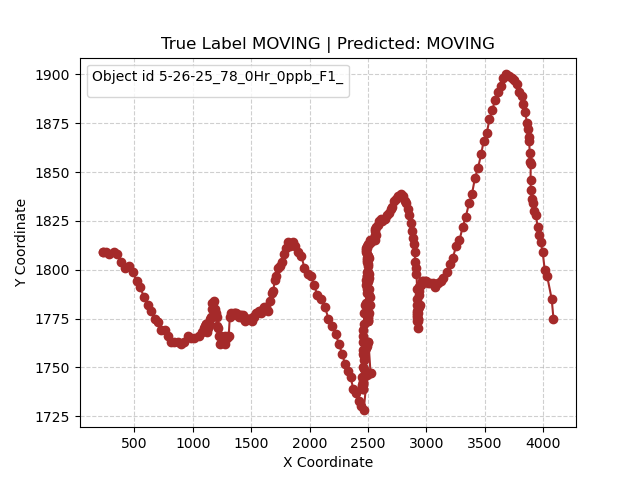 True Label MOVING | Predicted: MOVING
Object id 5-26-25_78_0Hr_0ppb_F1_
1900
1875
1850
1825
1800
1775
1750
1725
Y Coordinate
500 1000 1500 2000 2500 3000 3500 4000
X Coordinate